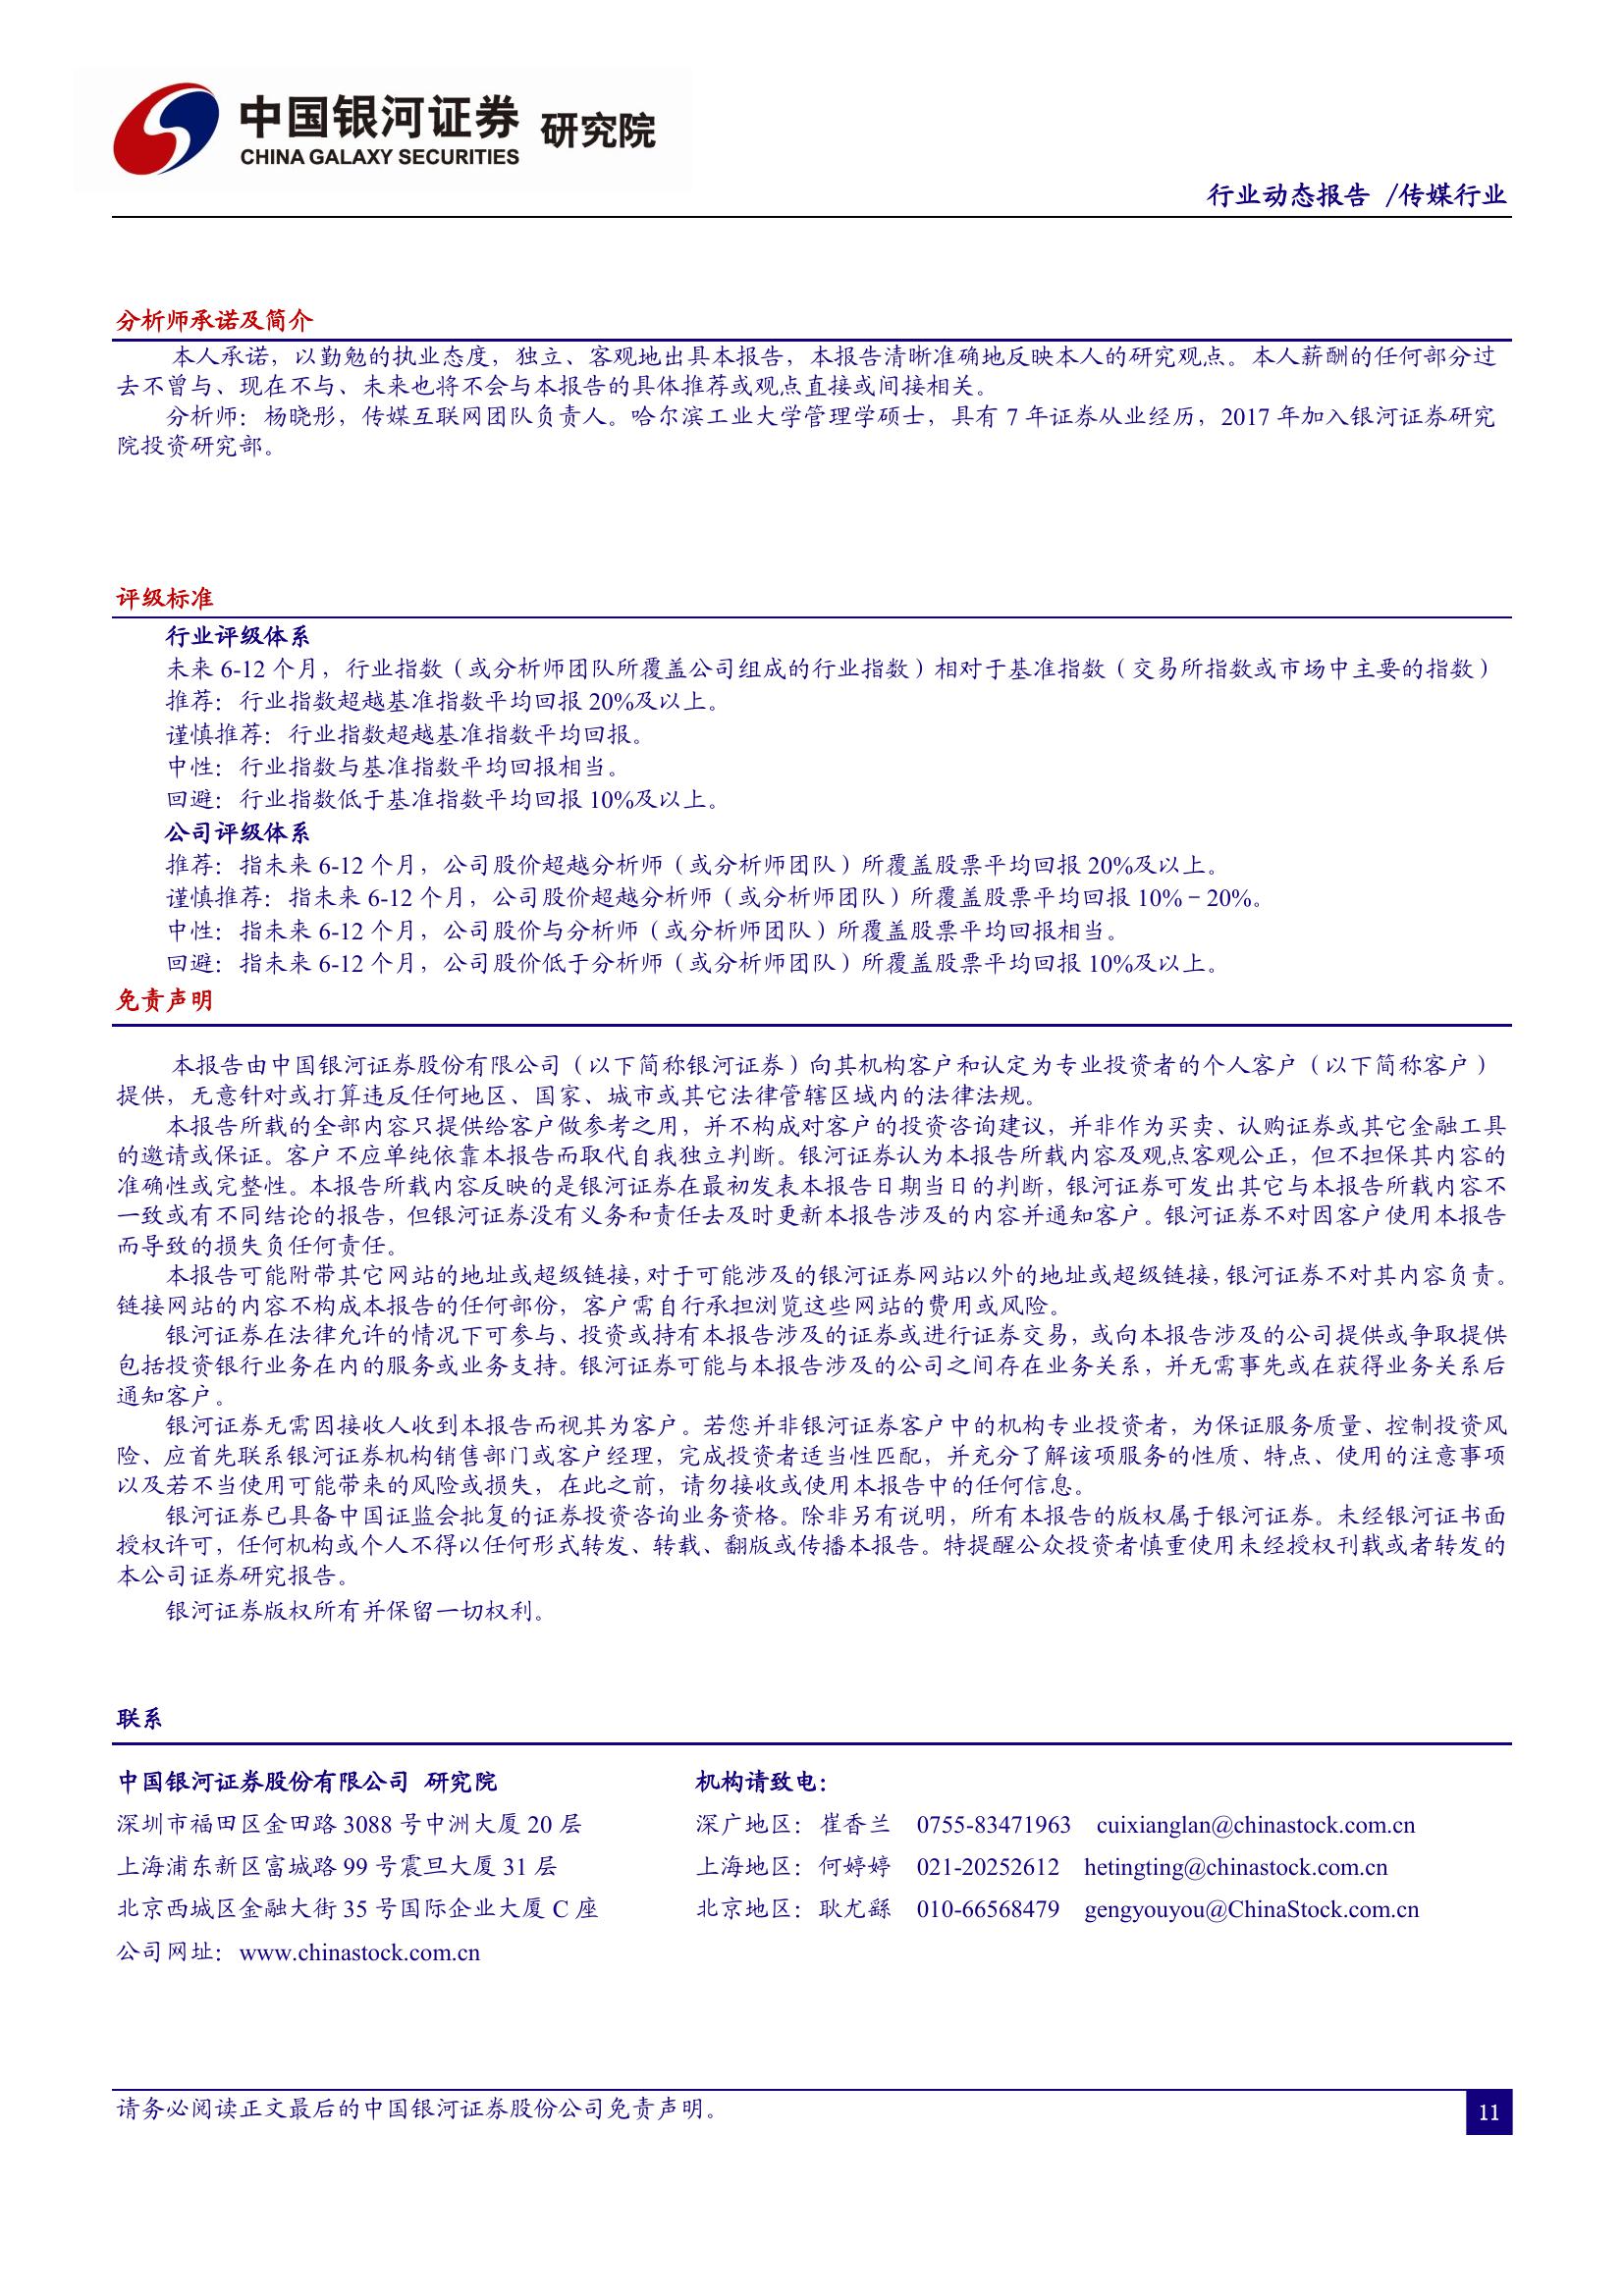 中国银河证券 研究院
CHINA GALAXY SECURITIES
行业动态报告 /传媒行业
分析师承诺及简介
本人承诺，以勤勉的执业态度，独立、客观地出具本报告，本报告清晰准确地反映本人的研究观点。本人薪酬的任何部分过
去不曾与、现在不与、未来也将不会与本报告的具体推荐或观点直接或间接相关。
分析师：杨晓彤，传媒互联网团队负责人。哈尔滨工业大学管理学硕士，具有 7 年证券从业经历，2017 年加入银河证券研究
院投资研究部。
评级标准
行业评级体系
未来 6-12 个月，行业指数（或分析师团队所覆盖公司组成的行业指数）相对于基准指数（交易所指数或市场中主要的指数）
推荐：行业指数超越基准指数平均回报 20%及以上。
谨慎推荐：行业指数超越基准指数平均回报。
中性：行业指数与基准指数平均回报相当。
回避：行业指数低于基准指数平均回报 10%及以上。
公司评级体系
推荐：指未来 6-12 个月，公司股价超越分析师（或分析师团队）所覆盖股票平均回报 20%及以上。
谨慎推荐：指未来 6-12 个月，公司股价超越分析师（或分析师团队）所覆盖股票平均回报 10%－20%。
中性：指未来 6-12 个月，公司股价与分析师（或分析师团队）所覆盖股票平均回报相当。
回避：指未来 6-12 个月，公司股价低于分析师（或分析师团队）所覆盖股票平均回报 10%及以上。
免责声明
本报告由中国银河证券股份有限公司（以下简称银河证券）向其机构客户和认定为专业投资者的个人客户（以下简称客户）
提供，无意针对或打算违反任何地区、国家、城市或其它法律管辖区域内的法律法规。
本报告所载的全部内容只提供给客户做参考之用，并不构成对客户的投资咨询建议，并非作为买卖、认购证券或其它金融工具
的邀请或保证。客户不应单纯依靠本报告而取代自我独立判断。银河证券认为本报告所载内容及观点客观公正，但不担保其内容的
准确性或完整性。本报告所载内容反映的是银河证券在最初发表本报告日期当日的判断，银河证券可发出其它与本报告所载内容不
一致或有不同结论的报告，但银河证券没有义务和责任去及时更新本报告涉及的内容并通知客户。银河证券不对因客户使用本报告
而导致的损失负任何责任。
本报告可能附带其它网站的地址或超级链接，对于可能涉及的银河证券网站以外的地址或超级链接，银河证券不对其内容负责。
链接网站的内容不构成本报告的任何部份，客户需自行承担浏览这些网站的费用或风险。
银河证券在法律允许的情况下可参与、投资或持有本报告涉及的证券或进行证券交易，或向本报告涉及的公司提供或争取提供
包括投资银行业务在内的服务或业务支持。银河证券可能与本报告涉及的公司之间存在业务关系，并无需事先或在获得业务关系后
通知客户。
银河证券无需因接收人收到本报告而视其为客户。若您并非银河证券客户中的机构专业投资者，为保证服务质量、控制投资风
险、应首先联系银河证券机构销售部门或客户经理，完成投资者适当性匹配，并充分了解该项服务的性质、特点、使用的注意事项
以及若不当使用可能带来的风险或损失，在此之前，请勿接收或使用本报告中的任何信息。
银河证券已具备中国证监会批复的证券投资咨询业务资格。除非另有说明，所有本报告的版权属于银河证券。未经银河证书面
授权许可，任何机构或个人不得以任何形式转发、转载、翻版或传播本报告。特提醒公众投资者慎重使用未经授权刊载或者转发的
本公司证券研究报告。
银河证券版权所有并保留一切权利。
联系
中国银河证券股份有限公司 研究院
深圳市福田区金田路 3088 号中洲大厦 20 层
上海浦东新区富城路 99 号震旦大厦 31 层
北京西城区金融大街 35 号国际企业大厦 C 座
公司网址：www.chinastock.com.cn
机构请致电：
深广地区：崔香兰 0755-83471963 cuixianglan@chinastock.com.cn
上海地区：何婷婷 021-20252612 hetingting@chinastock.com.cn
北京地区：耿尤繇 010-66568479 gengyouyou@ChinaStock.com.cn
请务必阅读正文最后的中国银河证券股份公司免责声明。
11